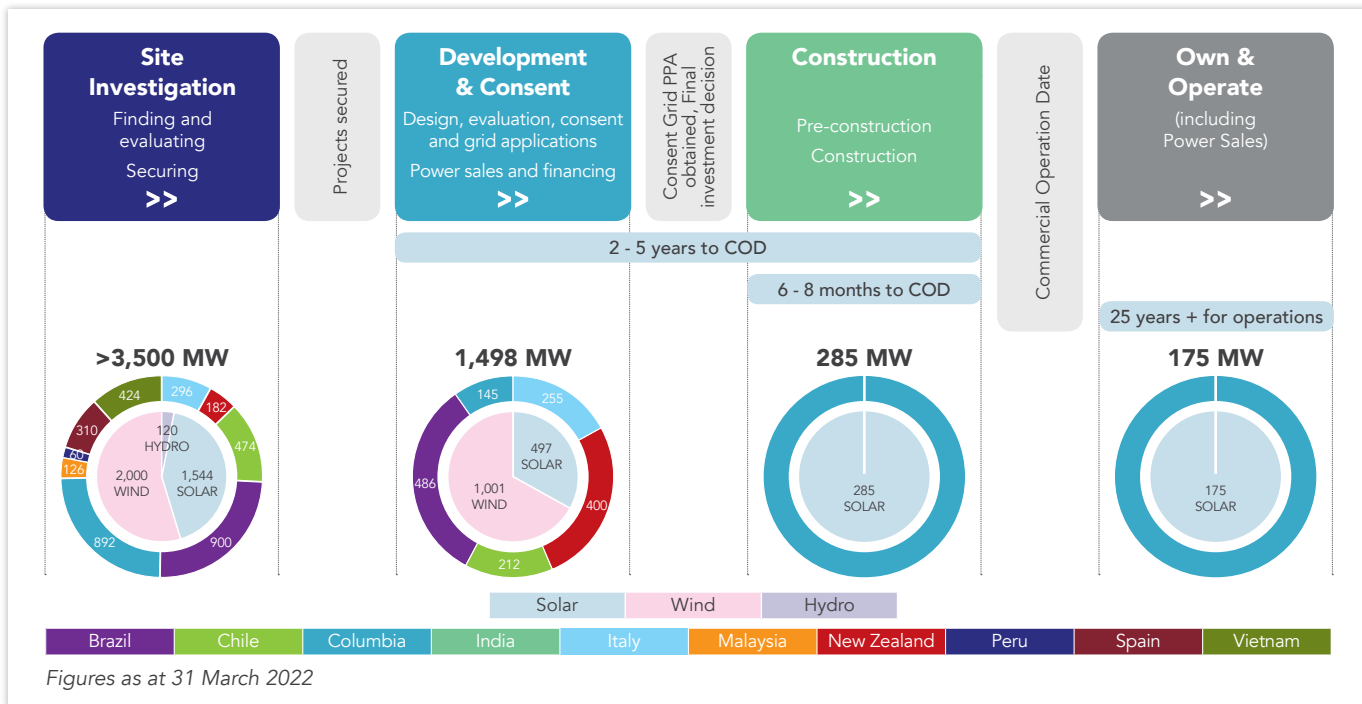 Site
Investigation
Finding and
evaluating
Securing
>>
Projects secured
Development
& Consent
Design, evaluation, consent
and grid applications
Power sales and financing
>>
Consent Grid PPA
obtained, Final
investment decision
Construction
Pre-construction
Construction
>>
Commercial Operation Date
Own &
Operate
(including
Power Sales)
>>
2 - 5 years to COD
6 - 8 months to COD
25 years + for operations
>3,500 MW
424
296
182
310
474
60
126
892
900
120
HYDRO
2,000
WIND
1,544
SOLAR
1,498 MW
145
255
486
400
212
497
SOLAR
1,001
WIND
285 MW
285
SOLAR
175 MW
175
SOLAR
Solar
Wind
Hydro
Brazil
Chile
Columbia
India
Italy
Malaysia
New Zealand
Peru
Spain
Vietnam
Figures as at 31 March 2022